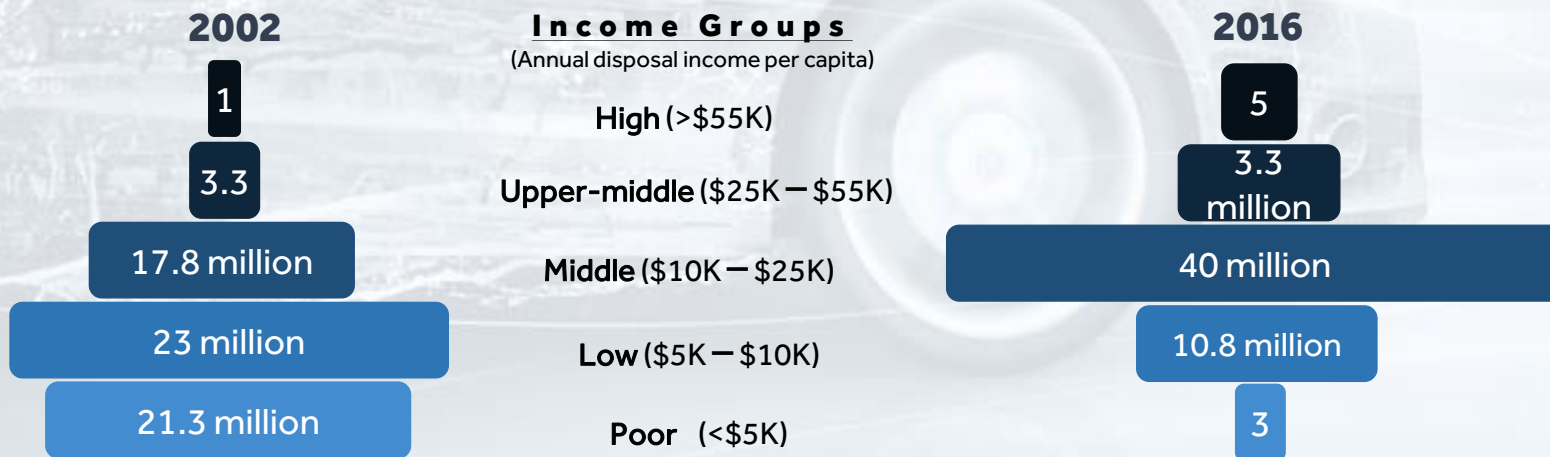 2002
1
3.3
17.8 million
23 million
21.3 million
Income Groups
(Annual disposal income per capita)
High (>$55K)
Upper-middle ($25K — $55K)
Middle ($10K — $25K)
Low ($5K — $10K)
Poor (<$5K)
2016
5
3.3
million
40 million
10.8 million
3